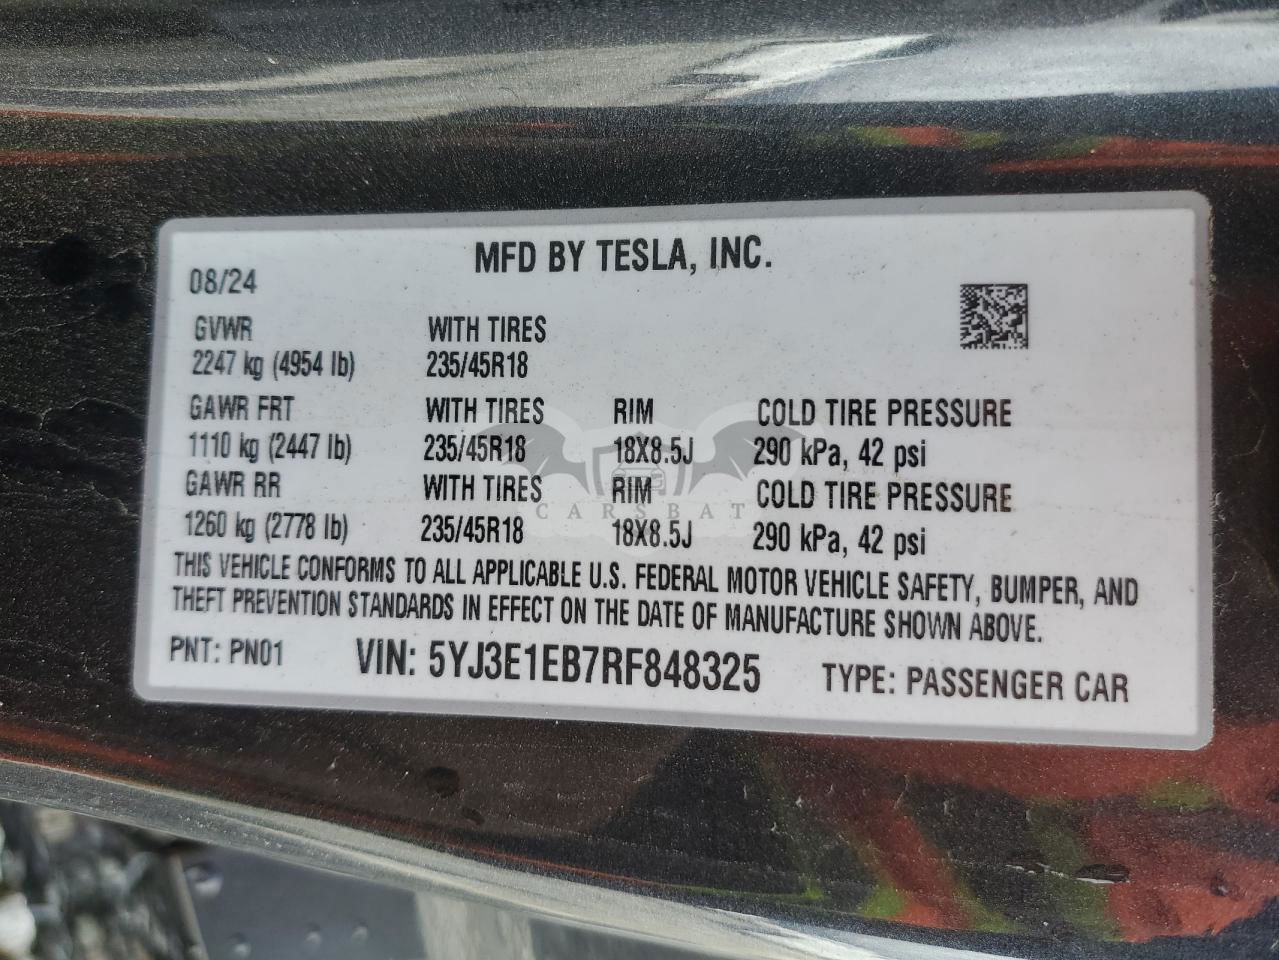 MFD BY TESLA, INC.
08/24
GVWR WITH TIRES
2247 kg (4954 lb) 235/45R18
GAWR FRT WITH TIRES RIM COLD TIRE PRESSURE
1110 kg (2447 lb) 235/45R18 18X8.5J 290 kPa, 42 psi
GAWR RR WITH TIRES RIM COLD TIRE PRESSURE
CARSBAT
1260 kg (2778 lb) 235/45R18 18X8.5J 290 kPa, 42 psi
THIS VEHICLE CONFORMS TO ALL APPLICABLE U.S. FEDERAL MOTOR VEHICLE SAFETY, BUMPER, AND
THEFT PREVENTION STANDARDS IN EFFECT ON THE DATE OF MANUFACTURE SHOWN ABOVE.
PNT: PN01 VIN: 5YJ3E1EB7RF848325 TYPE: PASSENGER CAR